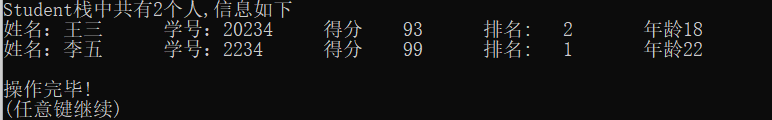 Student栈中共有2个人,信息如下
姓名: 王三 学号: 20234 得分 93 排名: 2 年龄18
姓名: 李五 学号: 2234 得分 99 排名: 1 年龄22
操作完毕!
(任意键继续)